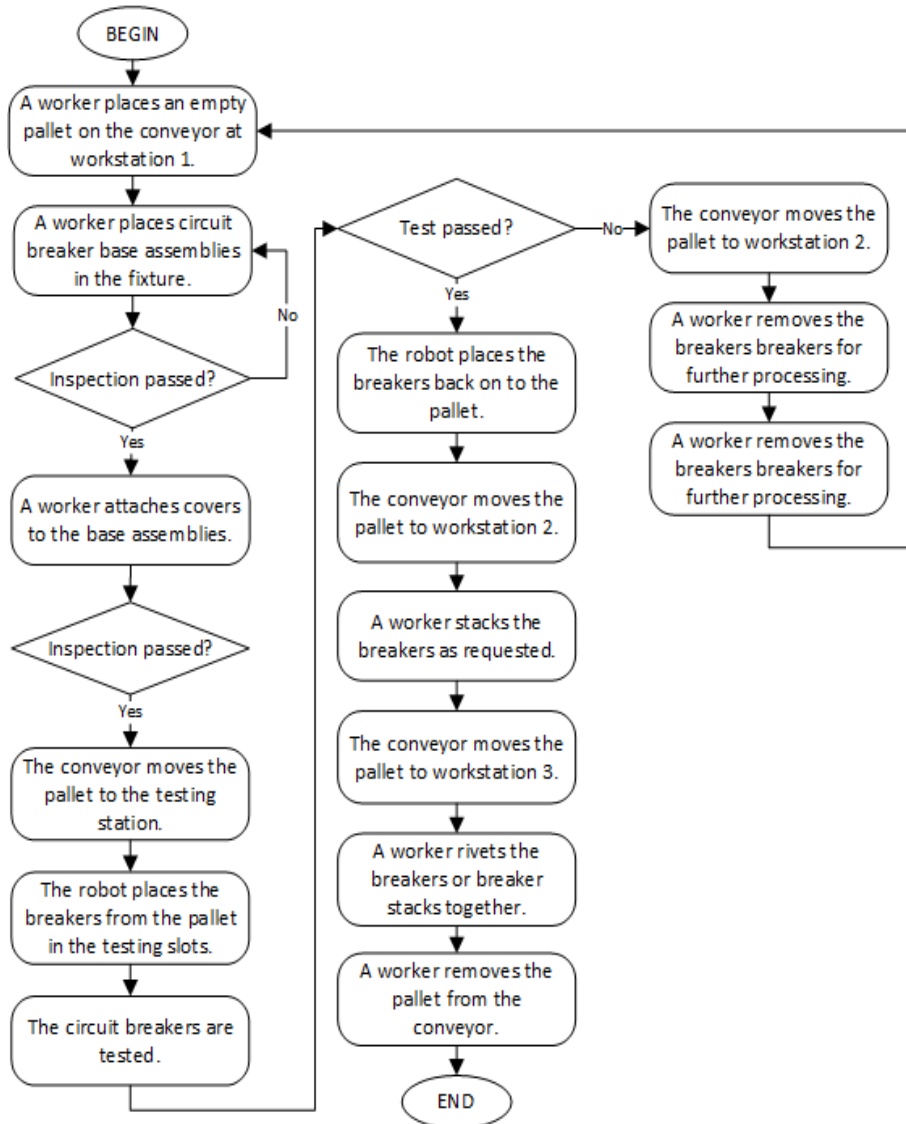 BEGIN
A worker places an empty
pallet on the conveyor at
workstation 1.
A worker places circuit
breaker base assemblies
in the fixture.
No
Inspection passed?
Yes
A worker attaches covers
to the base assemblies.
Inspection passed?
Yes
The conveyor moves the
pallet to the testing
station.
The robot places the
breakers from the pallet
in the testing slots.
The circuit breakers are
tested.
Test passed?
No
Yes
The robot places the
breakers back on to the
pallet.
The conveyor moves the
pallet to workstation 2.
A worker stacks the
breakers as requested.
The conveyor moves the
pallet to workstation 3.
A worker rivets the
breakers or breaker
stacks together.
A worker removes the
pallet from the
conveyor.
END
The conveyor moves the
pallet to workstation 2.
A worker removes the
breakers breakers for
further processing.
A worker removes the
breakers breakers for
further processing.